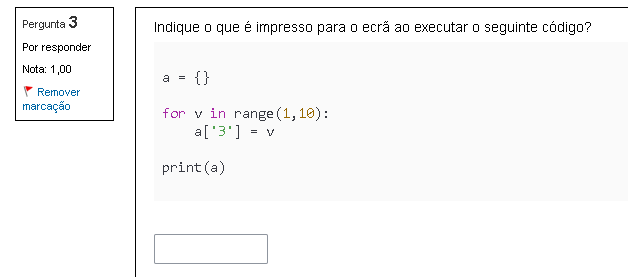 Pergunta 3
Por responder
Nota: 1,00
Remover
marcação
Indique o que é impresso para o ecrã ao executar o seguinte código?
a = {}
for v in range(1,10):
    a['3'] = v
print(a)